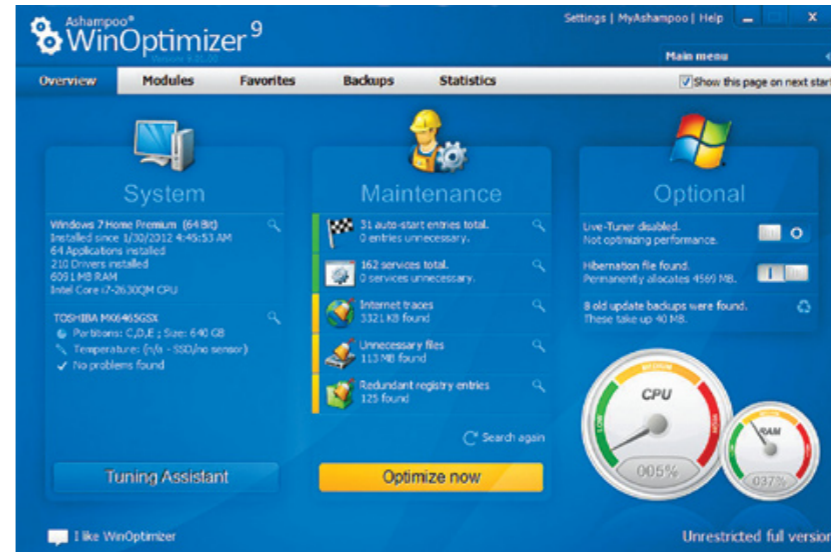 Ashampoo®
WinOptimizer 9
Settings | MyAshampoo | Help
Main menu
Overview Modules Favorites Backups Statistics
Show this page on next start
System
Windows 7 Home Premium (64 Bit)
Installed since 1/30/2012 4:45:53 AM
64 Applications installed
210 Drivers installed
6091 MB RAM
Intel Core i7-2630QM CPU
TOSHIBA MK6465GSX
Partitions: C,D,E ; Size: 640 GB
Temperature: (n/a - SSD/no sensor)
No problems found
Tuning Assistant
Maintenance
31 auto-start entries total.
0 entries unnecessary.
162 services total.
0 services unnecessary.
Internet traces
3321 KB found
Unnecessary files
113 MB found
Redundant registry entries
125 found
Search again
Optimize now
Optional
Live-Tuner disabled.
Not optimizing performance.
Hibernation file found.
Permanently allocates 4569 MB.
8 old update backups were found.
These take up 40 MB.
MEDIUM
LOW
HIGH
CPU
005%
RAM
037%
I like WinOptimizer
Unrestricted full version